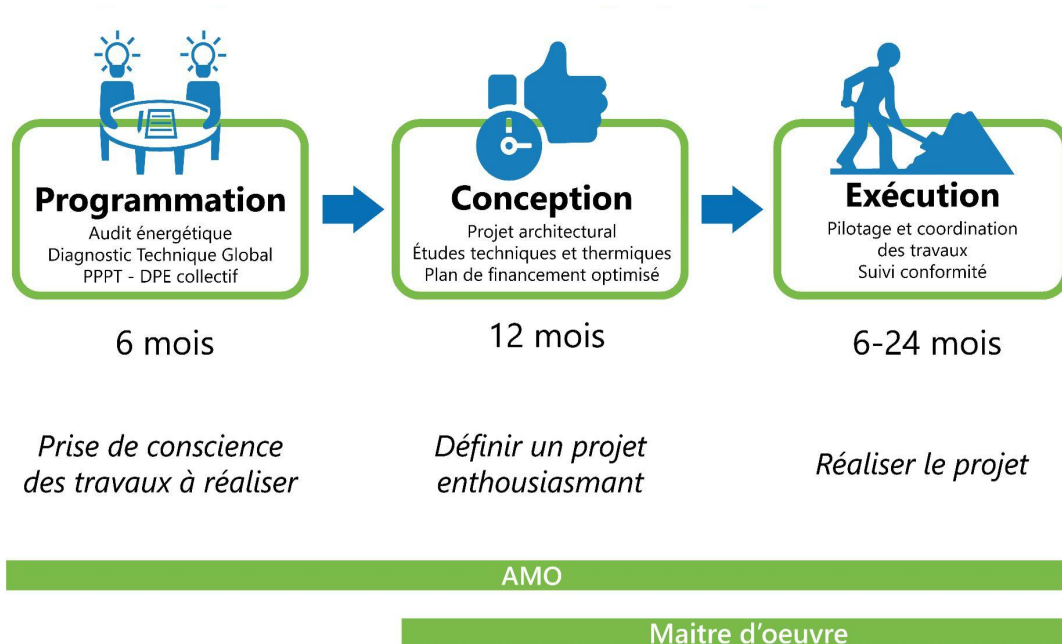 Programmation
Audit énergétique
Diagnostic Technique Global
PPPT - DPE collectif
6 mois
Prise de conscience
des travaux à réaliser
Conception
Projet architectural
Études techniques et thermiques
Plan de financement optimisé
12 mois
Définir un projet
enthousiasmant
Exécution
Pilotage et coordination
des travaux
Suivi conformité
6-24 mois
Réaliser le projet
AMO
Maitre d'oeuvre